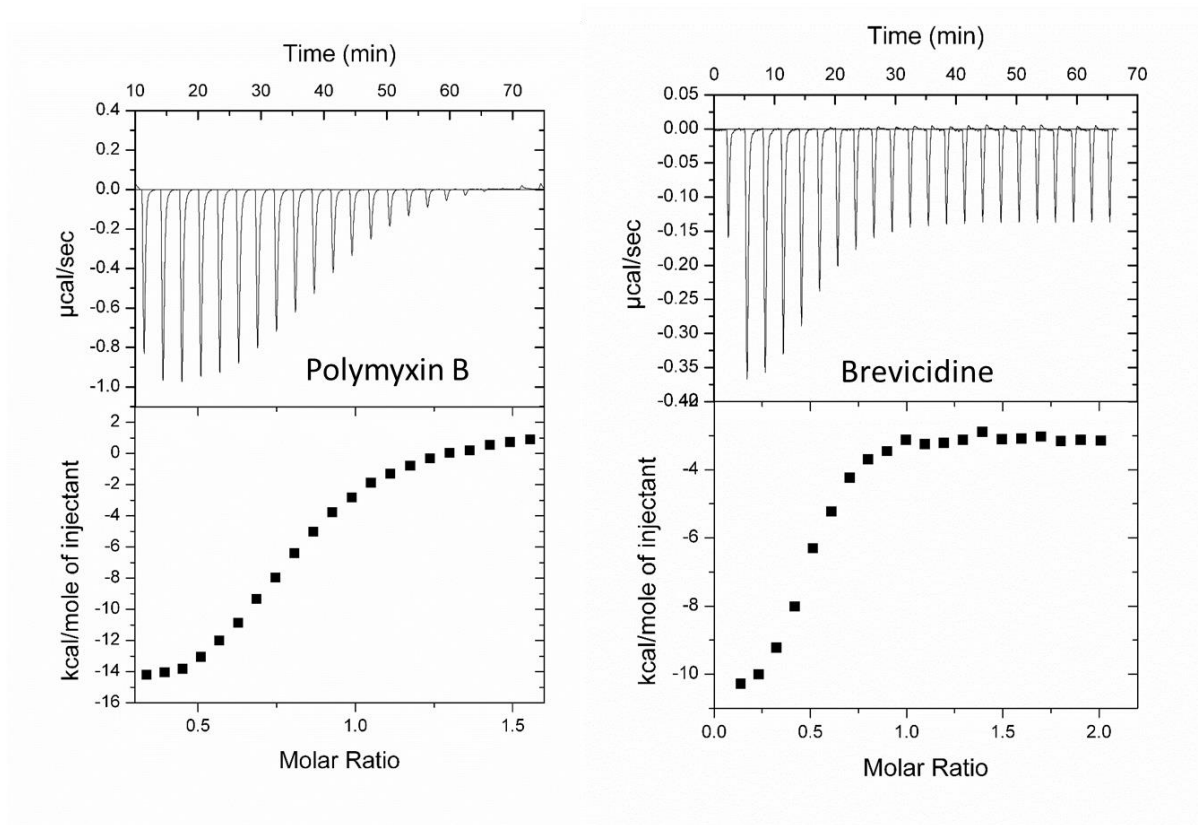 Time (min)
10 20 30 40 50 60 70
0.4
0.2
0.0
-0.2
-0.4
-0.6
-0.8
-1.0
µcal/sec
Polymyxin B
2
0
-2
-4
-6
-8
-10
-12
-14
-16
kcal/mole of injectant
0.5 1.0 1.5
Molar Ratio
Time (min)
0 10 20 30 40 50 60 70
0.05
0.00
-0.05
-0.10
-0.15
-0.20
-0.25
-0.30
-0.35
-0.40
µcal/sec
Brevicidine
-4
-6
-8
-10
kcal/mole of injectant
0.0 0.5 1.0 1.5 2.0
Molar Ratio